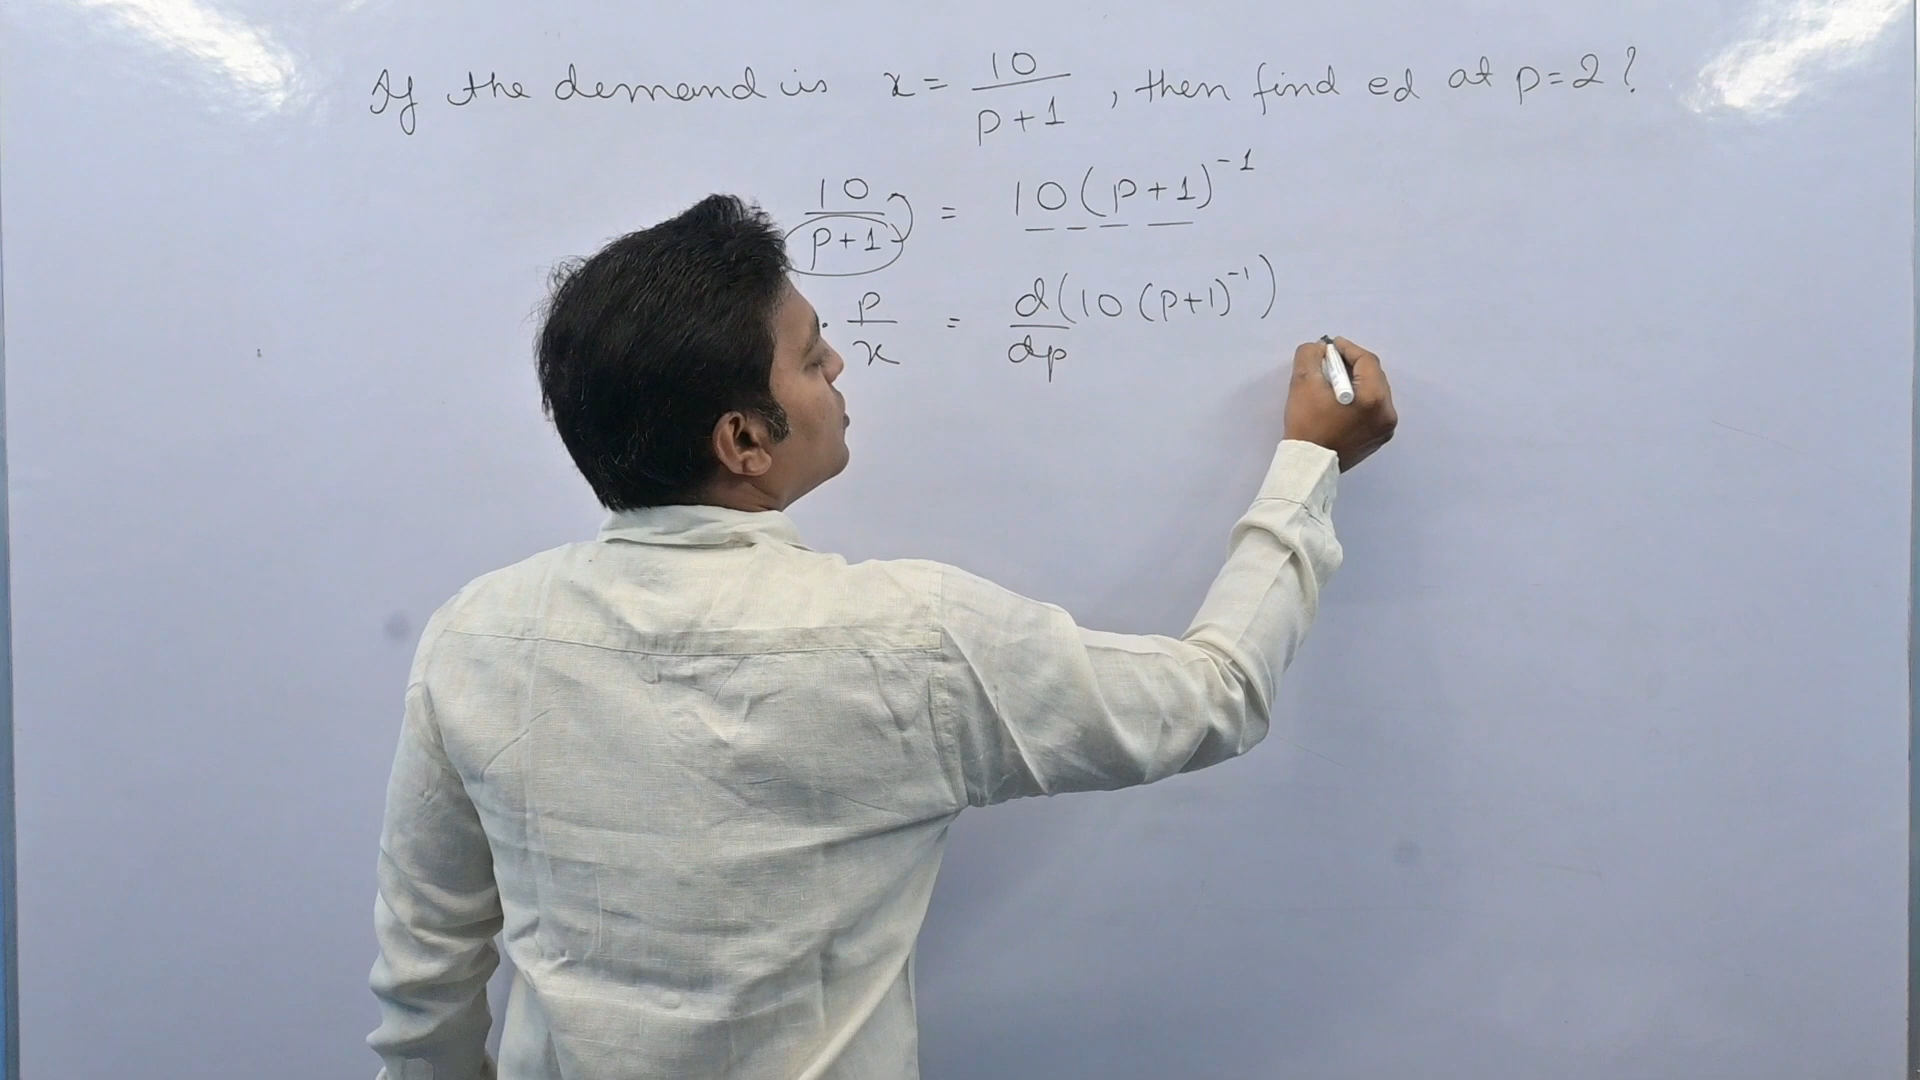 If the demand is x = 10/(p+1), then find ed at p=2?
10/(p+1) = 10(p+1)^-1
. p/x = d/dp (10(p+1)^-1)